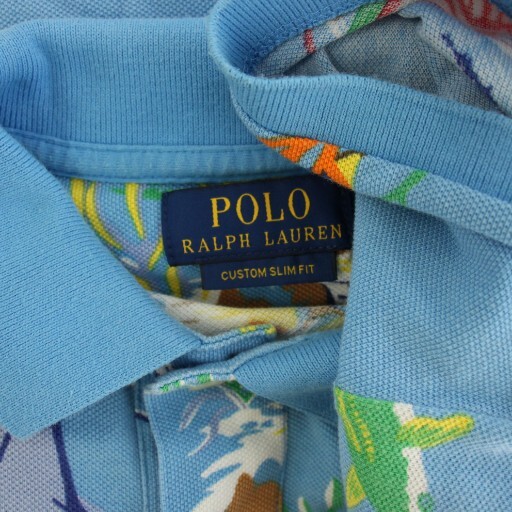 POLO
RALPH LAUREN
CUSTOM SLIM FIT